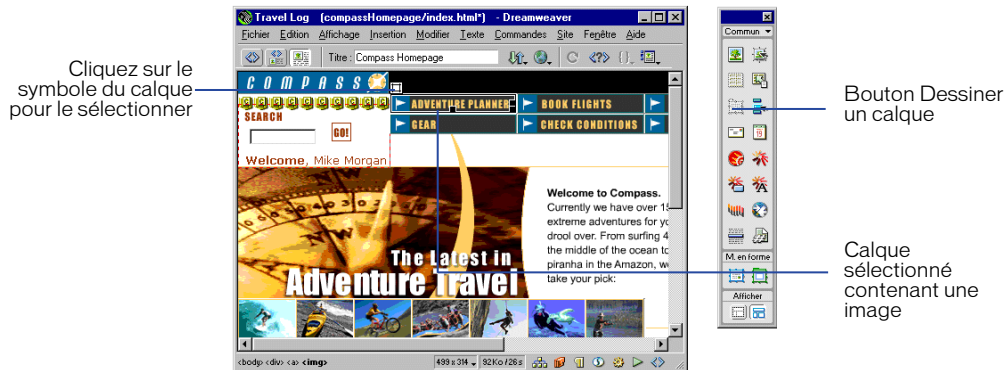 Travel Log (compassHomepage/index.html*) - Dreamweaver
Fichier Edition Affichage Insertion Modifier Texte Commandes Site Fenêtre Aide
Titre : Compass Homepage
Cliquez sur le
symbole du calque
pour le sélectionner
COMPASS
ADVENTURE PLANNER
BOOK FLIGHTS
SEARCH
GO!
GEAR
CHECK CONDITIONS
Welcome, Mike Morgan
Welcome to Compass.
Currently we have over 15
extreme adventures for yo
drool over. From surfing 4
the middle of the ocean to
piranha in the Amazon, we
take your pick:
The Latest in
Adventure Travel
<body> <div> <a> <img>
499 x 314
92Ko / 26s
Commun
M. en forme
Afficher
Bouton Dessiner
un calque
Calque
sélectionné
contenant une
image